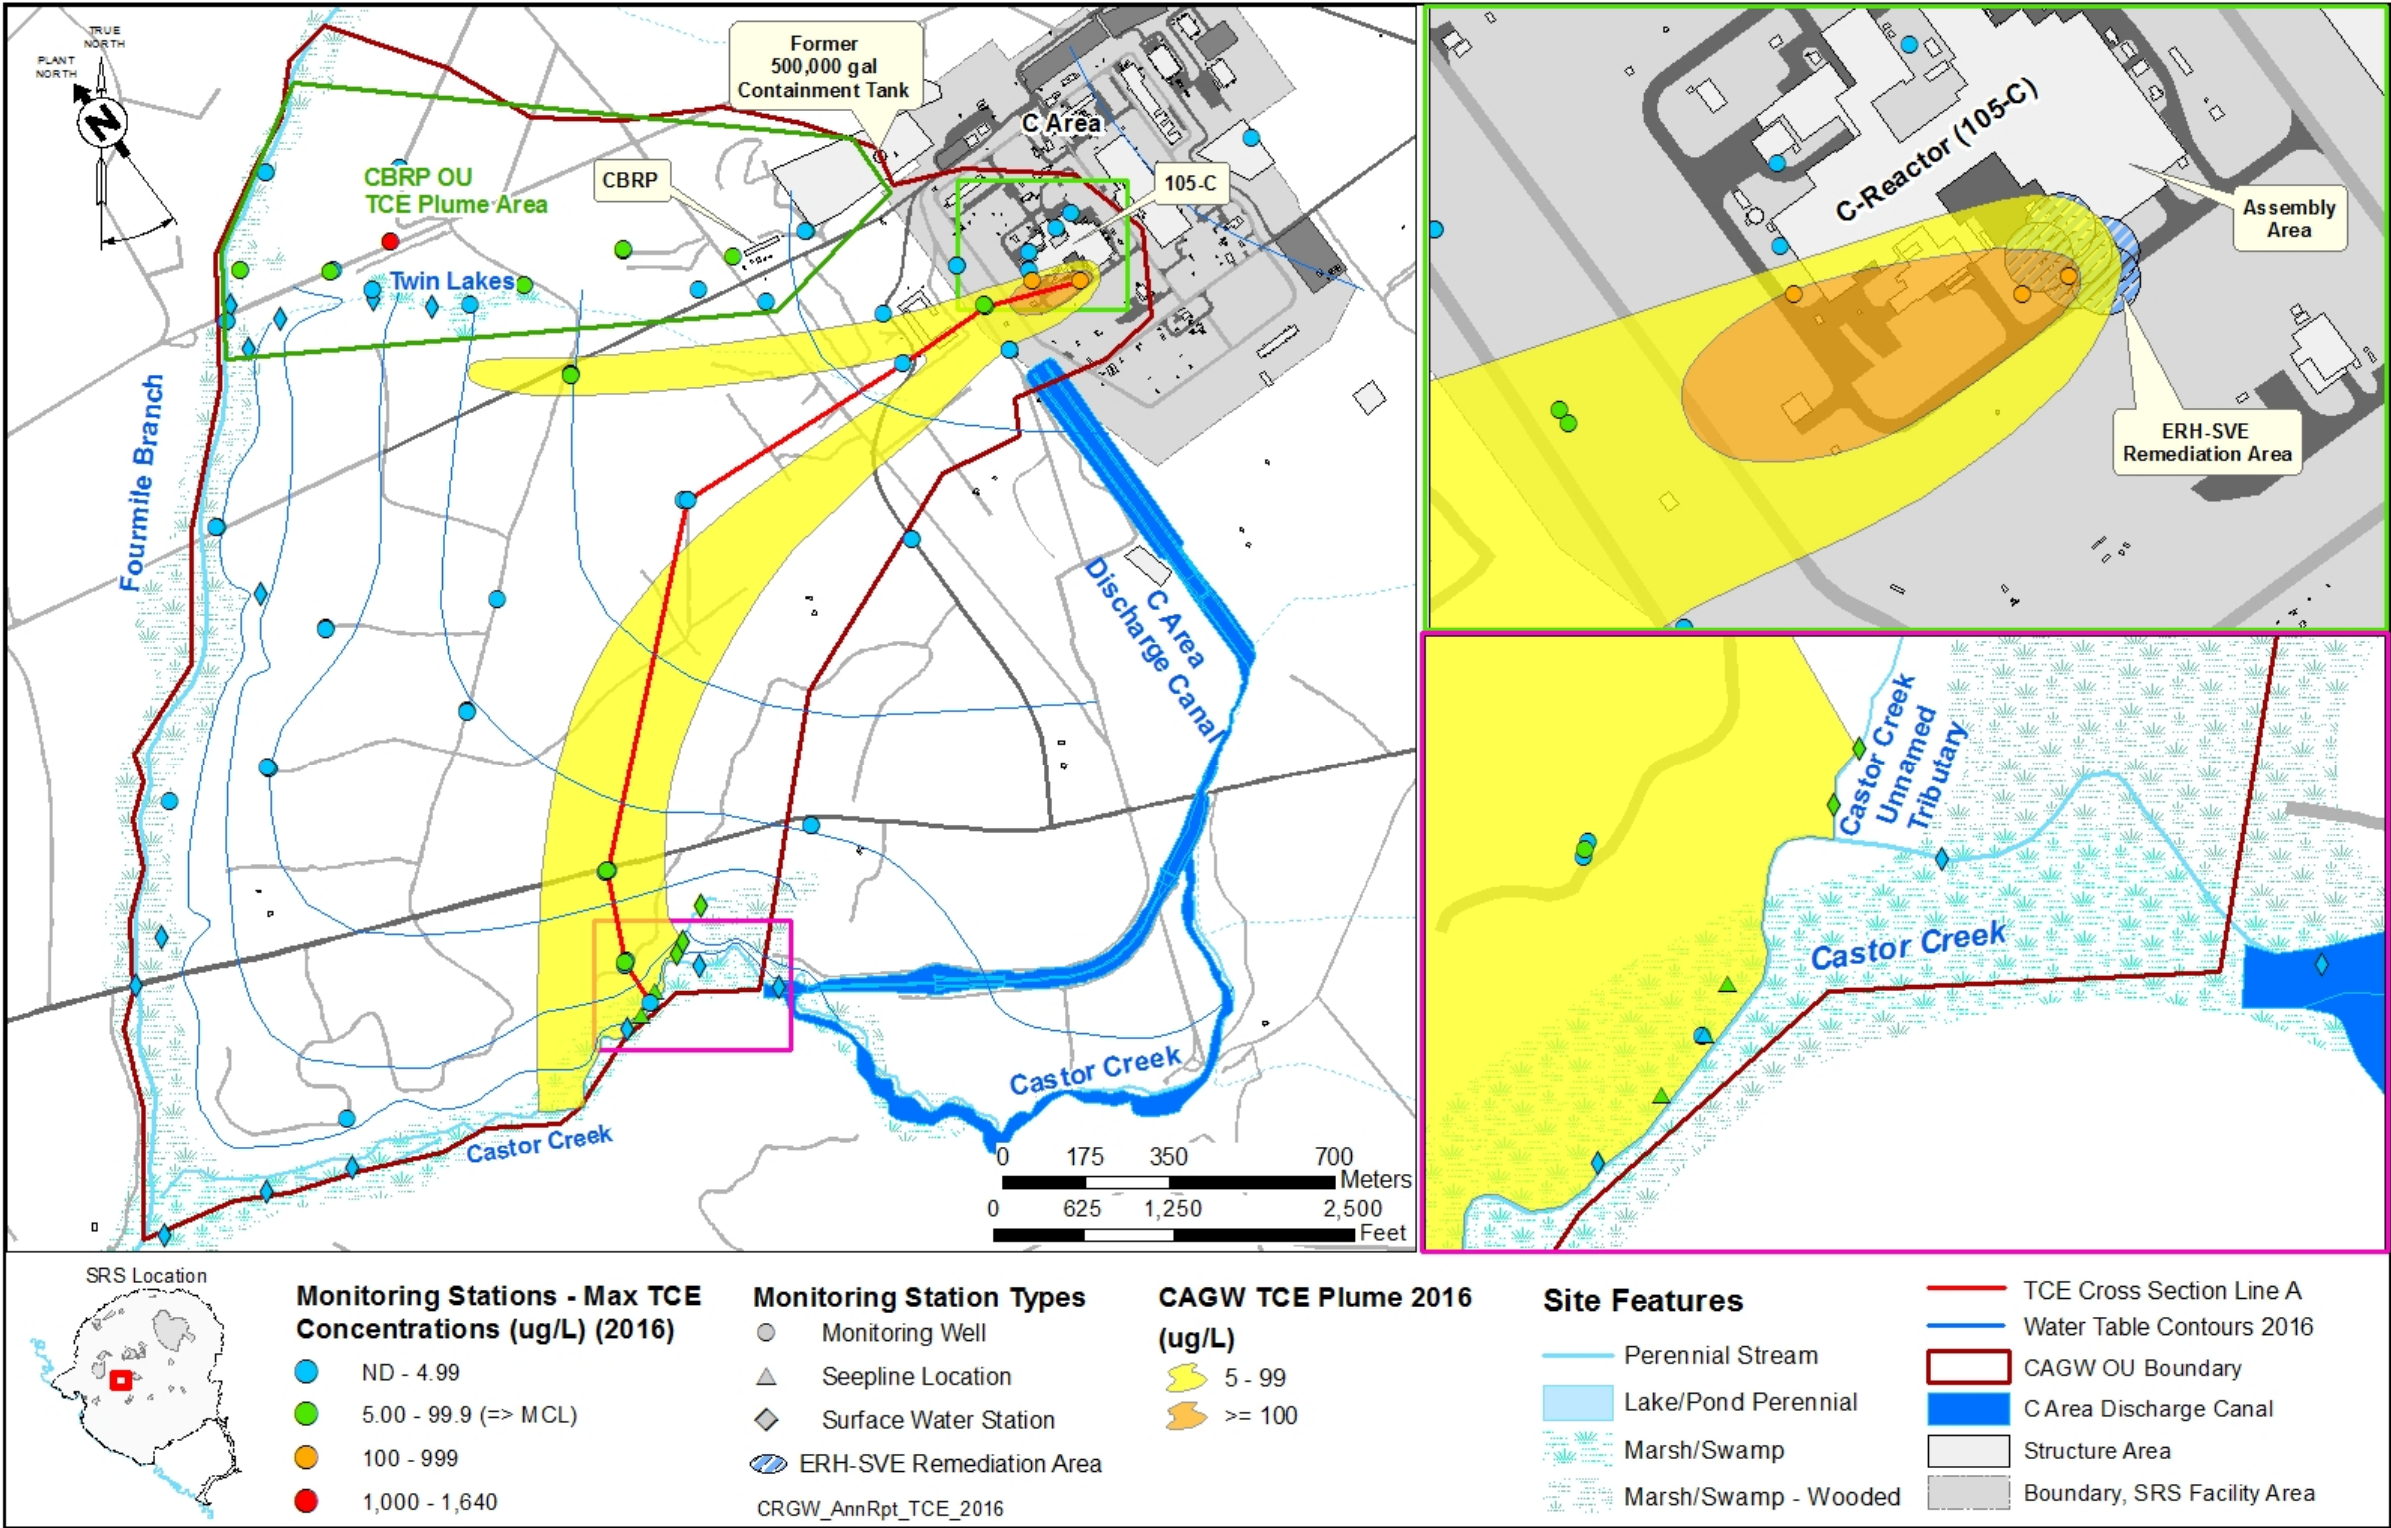 TRUE
NORTH
PLANT
NORTH
N
Former
500,000 gal
Containment Tank
C Area
CBRP
105-C
CBRP OU
TCE Plume Area
Twin Lakes
Fourmile Branch
C Area
Discharge Canal
Castor Creek
Castor Creek
0 175 350 700
Meters
0 625 1,250 2,500
Feet
C-Reactor (105-C)
Assembly
Area
ERH-SVE
Remediation Area
Castor Creek
Unnamed
Tributary
Castor Creek
SRS Location
Monitoring Stations - Max TCE
Concentrations (ug/L) (2016)
ND - 4.99
5.00 - 99.9 (=> MCL)
100 - 999
1,000 - 1,640
Monitoring Station Types
Monitoring Well
Seepline Location
Surface Water Station
ERH-SVE Remediation Area
CRGW_AnnRpt_TCE_2016
CAGW TCE Plume 2016
(ug/L)
5 - 99
>= 100
Site Features
Perennial Stream
Lake/Pond Perennial
Marsh/Swamp
Marsh/Swamp - Wooded
TCE Cross Section Line A
Water Table Contours 2016
CAGW OU Boundary
C Area Discharge Canal
Structure Area
Boundary, SRS Facility Area